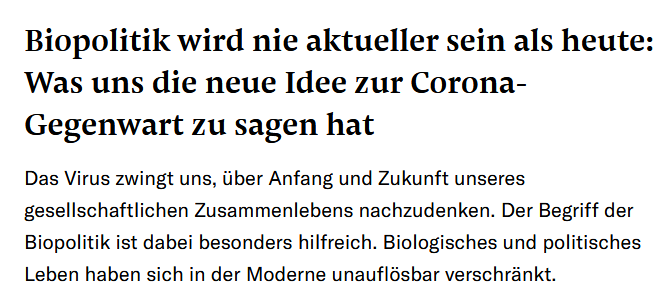 Biopolitik wird nie aktueller sein als heute:
Was uns die neue Idee zur Corona-
Gegenwart zu sagen hat
Das Virus zwingt uns, über Anfang und Zukunft unseres
gesellschaftlichen Zusammenlebens nachzudenken. Der Begriff der
Biopolitik ist dabei besonders hilfreich. Biologisches und politisches
Leben haben sich in der Moderne unauflösbar verschränkt.